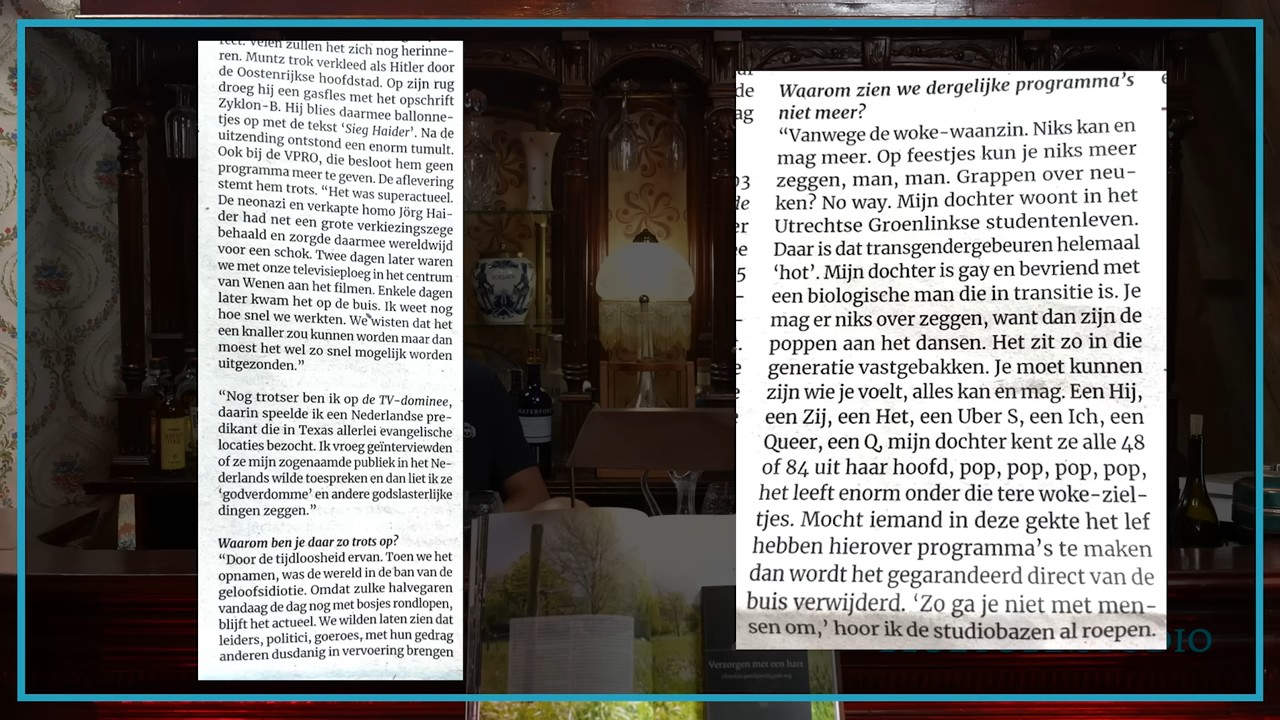 rect. Velen zullen het zich nog herinne-
ren. Muntz trok verkleed als Hitler door
de Oostenrijkse hoofdstad. Op zijn rug
droeg hij een gasfles met het opschrift
Zyklon-B. Hij blies daarmee ballonne-
tjes op met de tekst ‘Sieg Haider’. Na de
uitzending ontstond een enorm tumult.
Ook bij de VPRO, die besloot hem geen
programma meer te geven. De aflevering
stemt hem trots. “Het was superactueel.
De neonazi en verkapte homo Jörg Hai-
der had net een grote verkiezingszege
behaald en zorgde daarmee wereldwijd
voor een schok. Twee dagen later waren
we met onze televisieploeg in het centrum
van Wenen aan het filmen. Enkele dagen
later kwam het op de buis. Ik weet nog
hoe snel we werkten. We wisten dat het
een knaller zou kunnen worden maar dan
moest het wel zo snel mogelijk worden
uitgezonden.”
“Nog trotser ben ik op de TV-dominee,
daarin speelde ik een Nederlandse pre-
dikant die in Texas allerlei evangelische
locaties bezocht. Ik vroeg geïnterviewden
of ze mijn zogenaamde publiek in het Ne-
derlands wilde toespreken en dan liet ik ze
‘godverdomme’ en andere godslasterlijke
dingen zeggen.”
Waarom ben je daar zo trots op?
“Door de tijdloosheid ervan. Toen we het
opnamen, was de wereld in de ban van de
geloofsidiotie. Omdat zulke halvegaren
vandaag de dag nog met bosjes rondlopen,
blijft het actueel. We wilden laten zien dat
leiders, politici, goeroes, met hun gedrag
anderen dusdanig in vervoering brengen
de
ag
03
de
er
ee
5
Waarom zien we dergelijke programma’s
niet meer?
“Vanwege de woke-waanzin. Niks kan en
mag meer. Op feestjes kun je niks meer
zeggen, man, man. Grappen over neu-
ken? No way. Mijn dochter woont in het
Utrechtse Groenlinkse studentenleven.
Daar is dat transgendergebeuren helemaal
‘hot’. Mijn dochter is gay en bevriend met
een biologische man die in transitie is. Je
mag er niks over zeggen, want dan zijn de
poppen aan het dansen. Het zit zo in die
generatie vastgebakken. Je moet kunnen
zijn wie je voelt, alles kan en mag. Een Hij,
een Zij, een Het, een Uber S, een Ich, een
Queer, een Q, mijn dochter kent ze alle 48
of 84 uit haar hoofd, pop, pop, pop, pop,
het leeft enorm onder die tere woke-ziel-
tjes. Mocht iemand in deze gekte het lef
hebben hierover programma’s te maken
dan wordt het gegarandeerd direct van de
buis verwijderd. ‘Zo ga je niet met men-
sen om,’ hoor ik de studiobazen al roepen.
Verzorgen met een hart